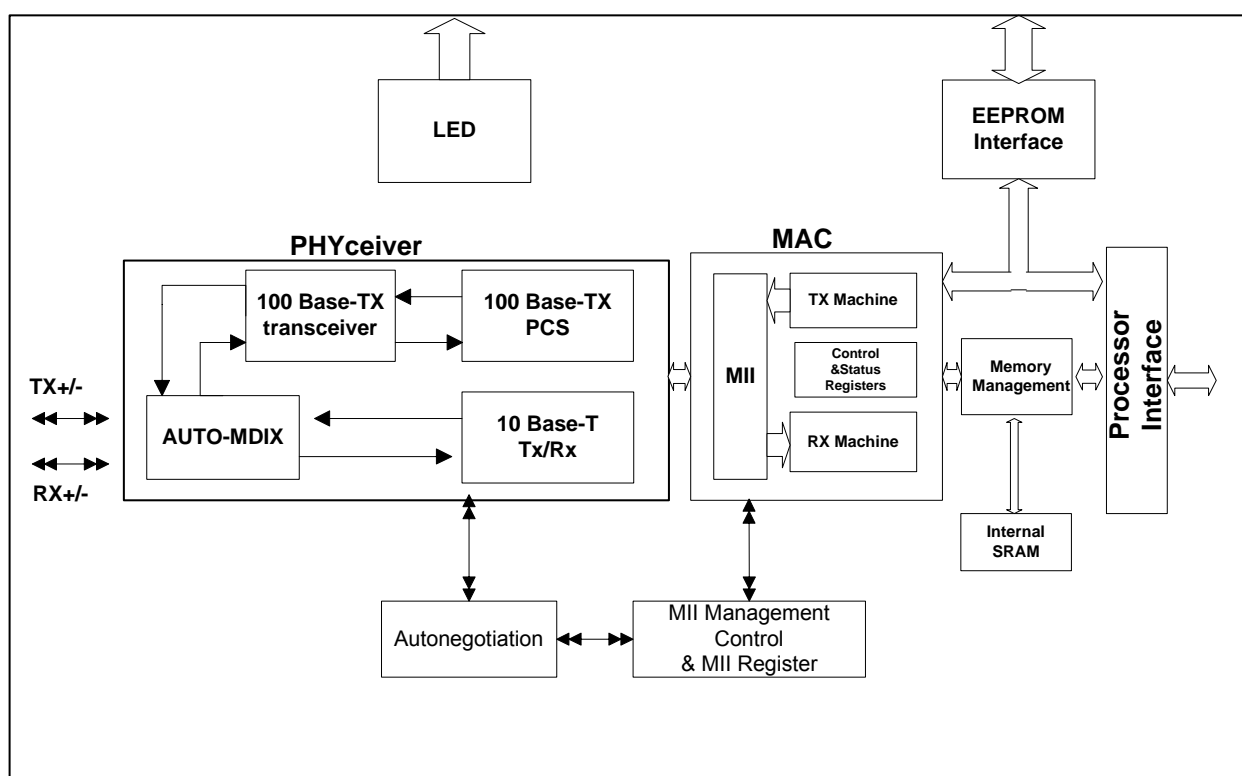 LED
EEPROM
Interface
PHYceiver
MAC
100 Base-TX
transceiver
100 Base-TX
PCS
TX Machine
MII
Control
&Status
Registers
Memory
Management
Processor
Interface
TX+/-
AUTO-MDIX
10 Base-T
Tx/Rx
RX Machine
RX+/-
Internal
SRAM
Autonegotiation
MII Management
Control
& MII Register